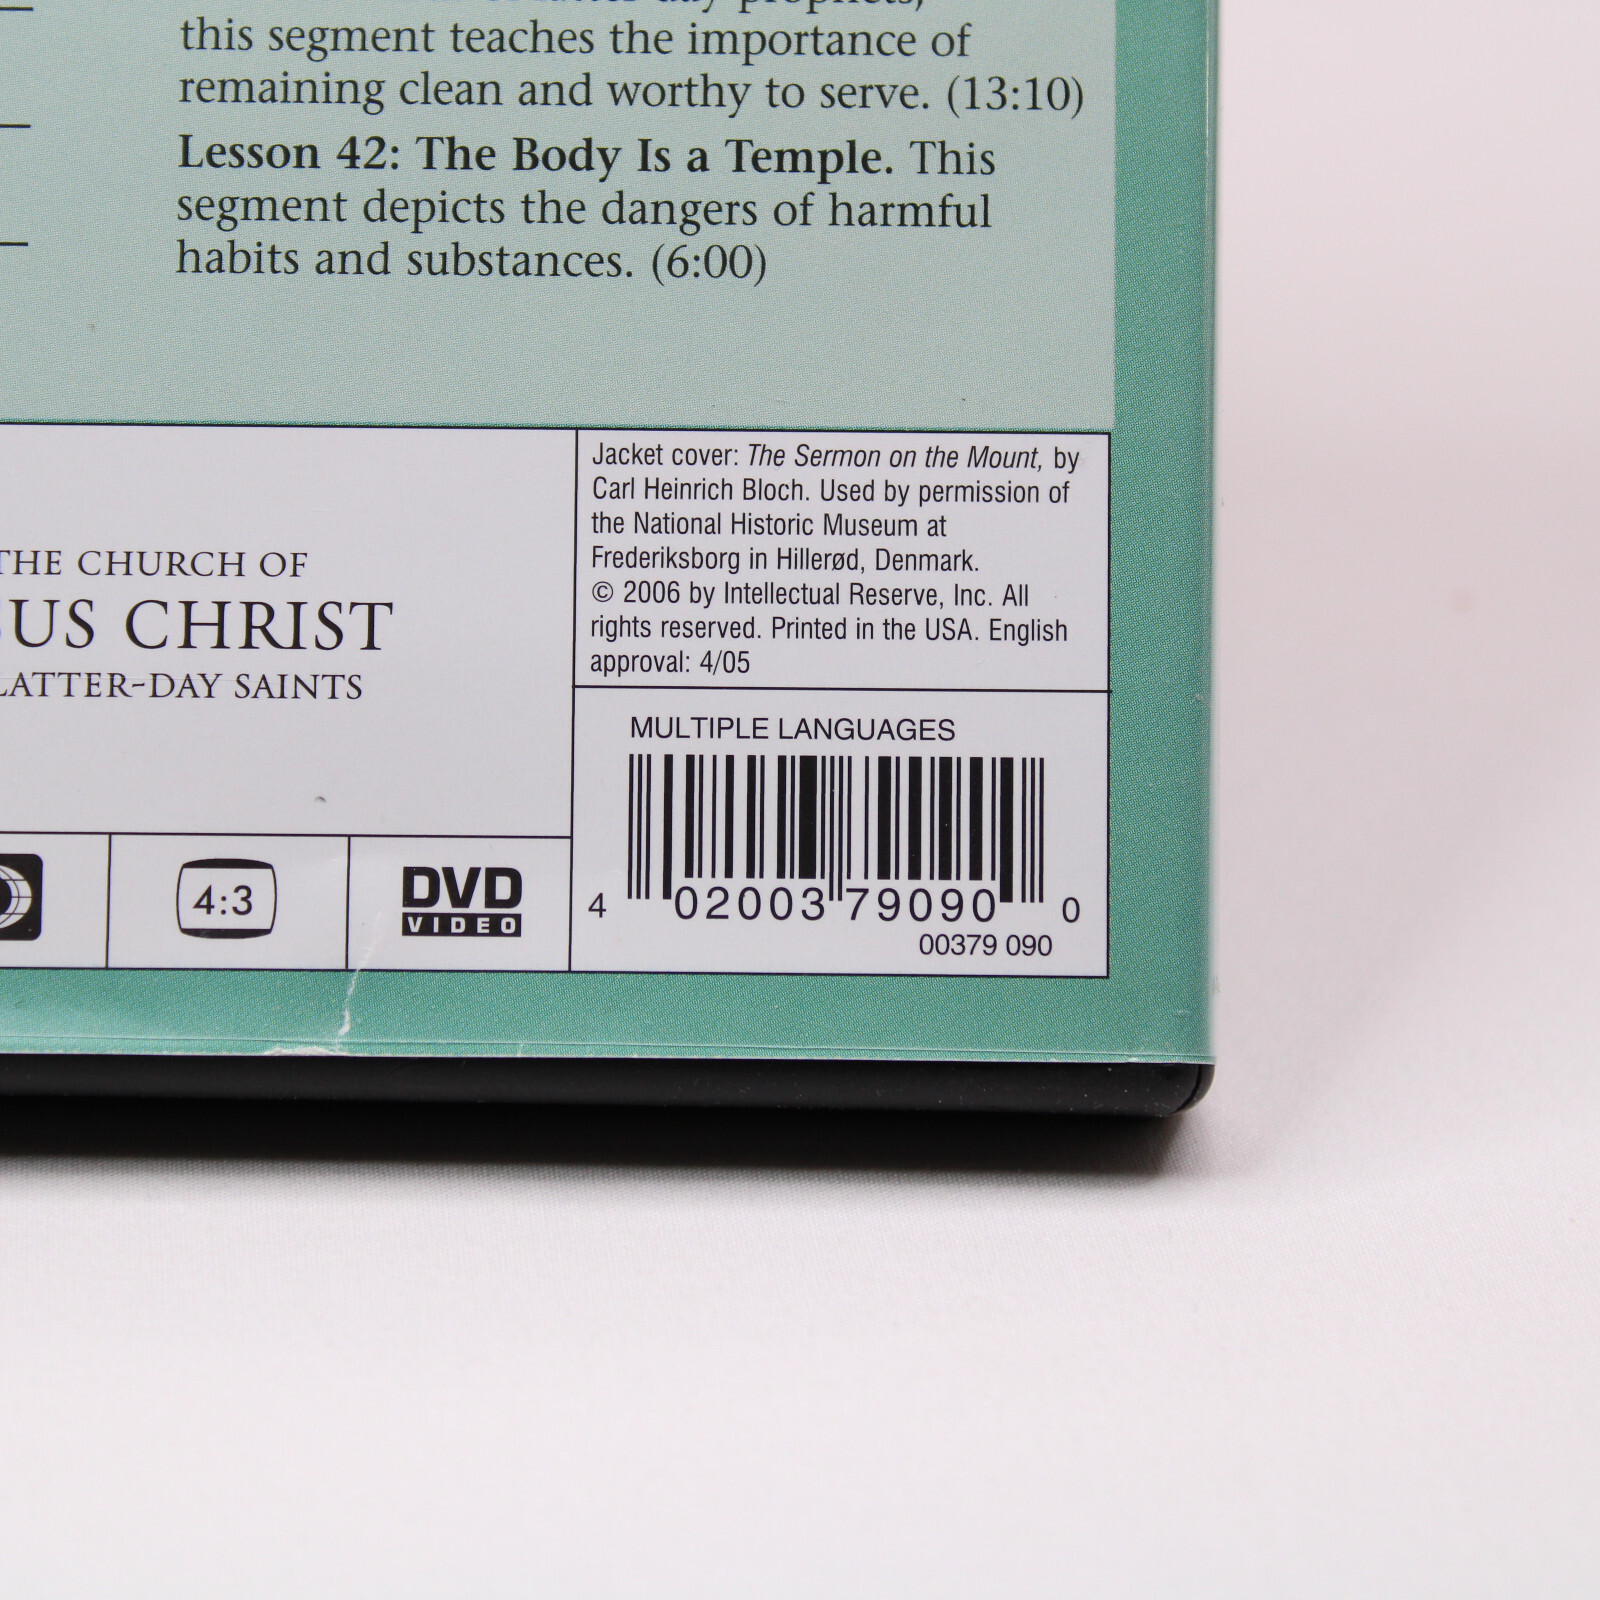 this segment teaches the importance of
remaining clean and worthy to serve. (13:10)
Lesson 42: The Body Is a Temple. This
segment depicts the dangers of harmful
habits and substances. (6:00)
Jacket cover: The Sermon on the Mount, by
Carl Heinrich Bloch. Used by permission of
the National Historic Museum at
Frederiksborg in Hillerød, Denmark.
© 2006 by Intellectual Reserve, Inc. All
rights reserved. Printed in the USA. English
approval: 4/05
THE CHURCH OF
SUS CHRIST
LATTER-DAY SAINTS
MULTIPLE LANGUAGES
4 02003 79090 0
00379 090
4:3
DVD
VIDEO